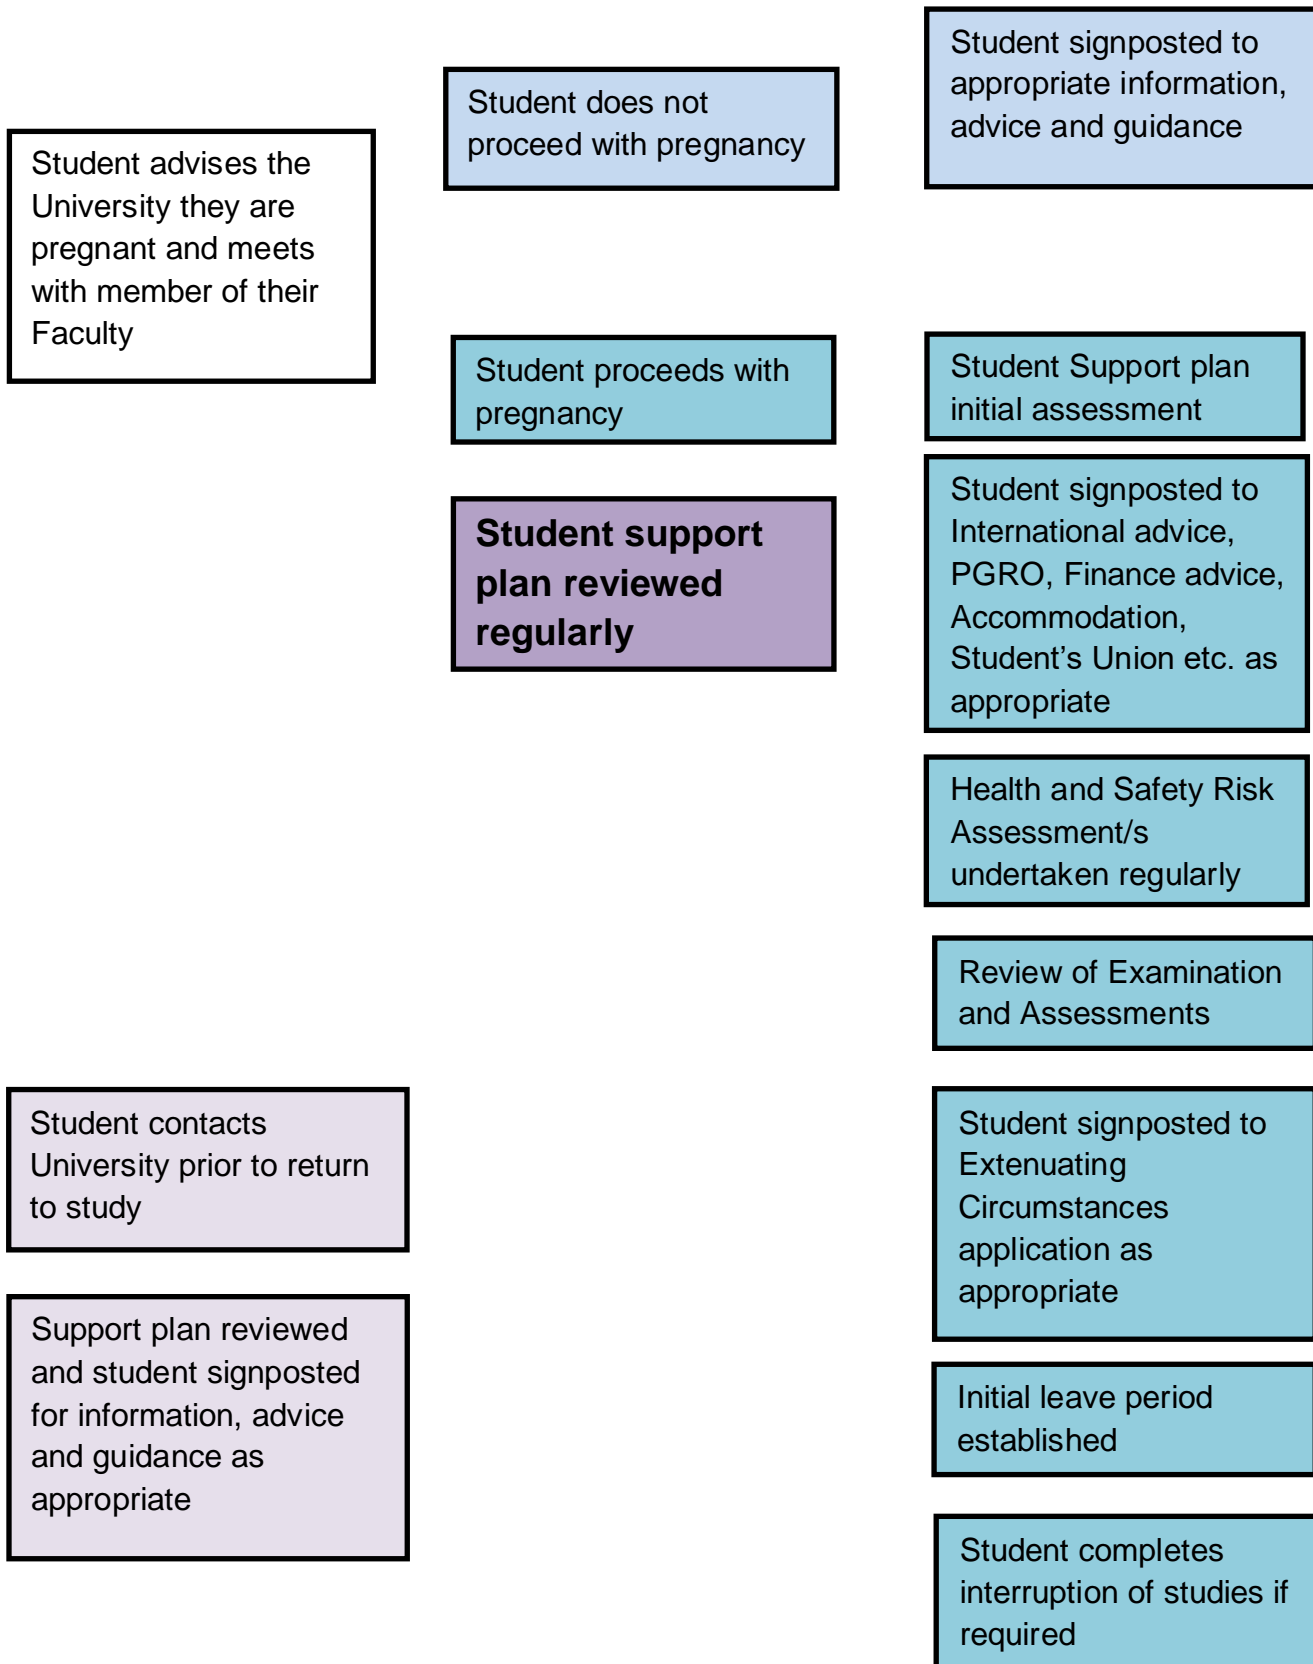 Student advises the
University they are
pregnant and meets
with member of their
Faculty
Student does not
proceed with pregnancy
Student signposted to
appropriate information,
advice and guidance
Student proceeds with
pregnancy
Student Support plan
initial assessment
Student support
plan reviewed
regularly
Student signposted to
International advice,
PGRO, Finance advice,
Accommodation,
Student’s Union etc. as
appropriate
Health and Safety Risk
Assessment/s
undertaken regularly
Review of Examination
and Assessments
Student signposted to
Extenuating
Circumstances
application as
appropriate
Initial leave period
established
Student completes
interruption of studies if
required
Student contacts
University prior to return
to study
Support plan reviewed
and student signposted
for information, advice
and guidance as
appropriate